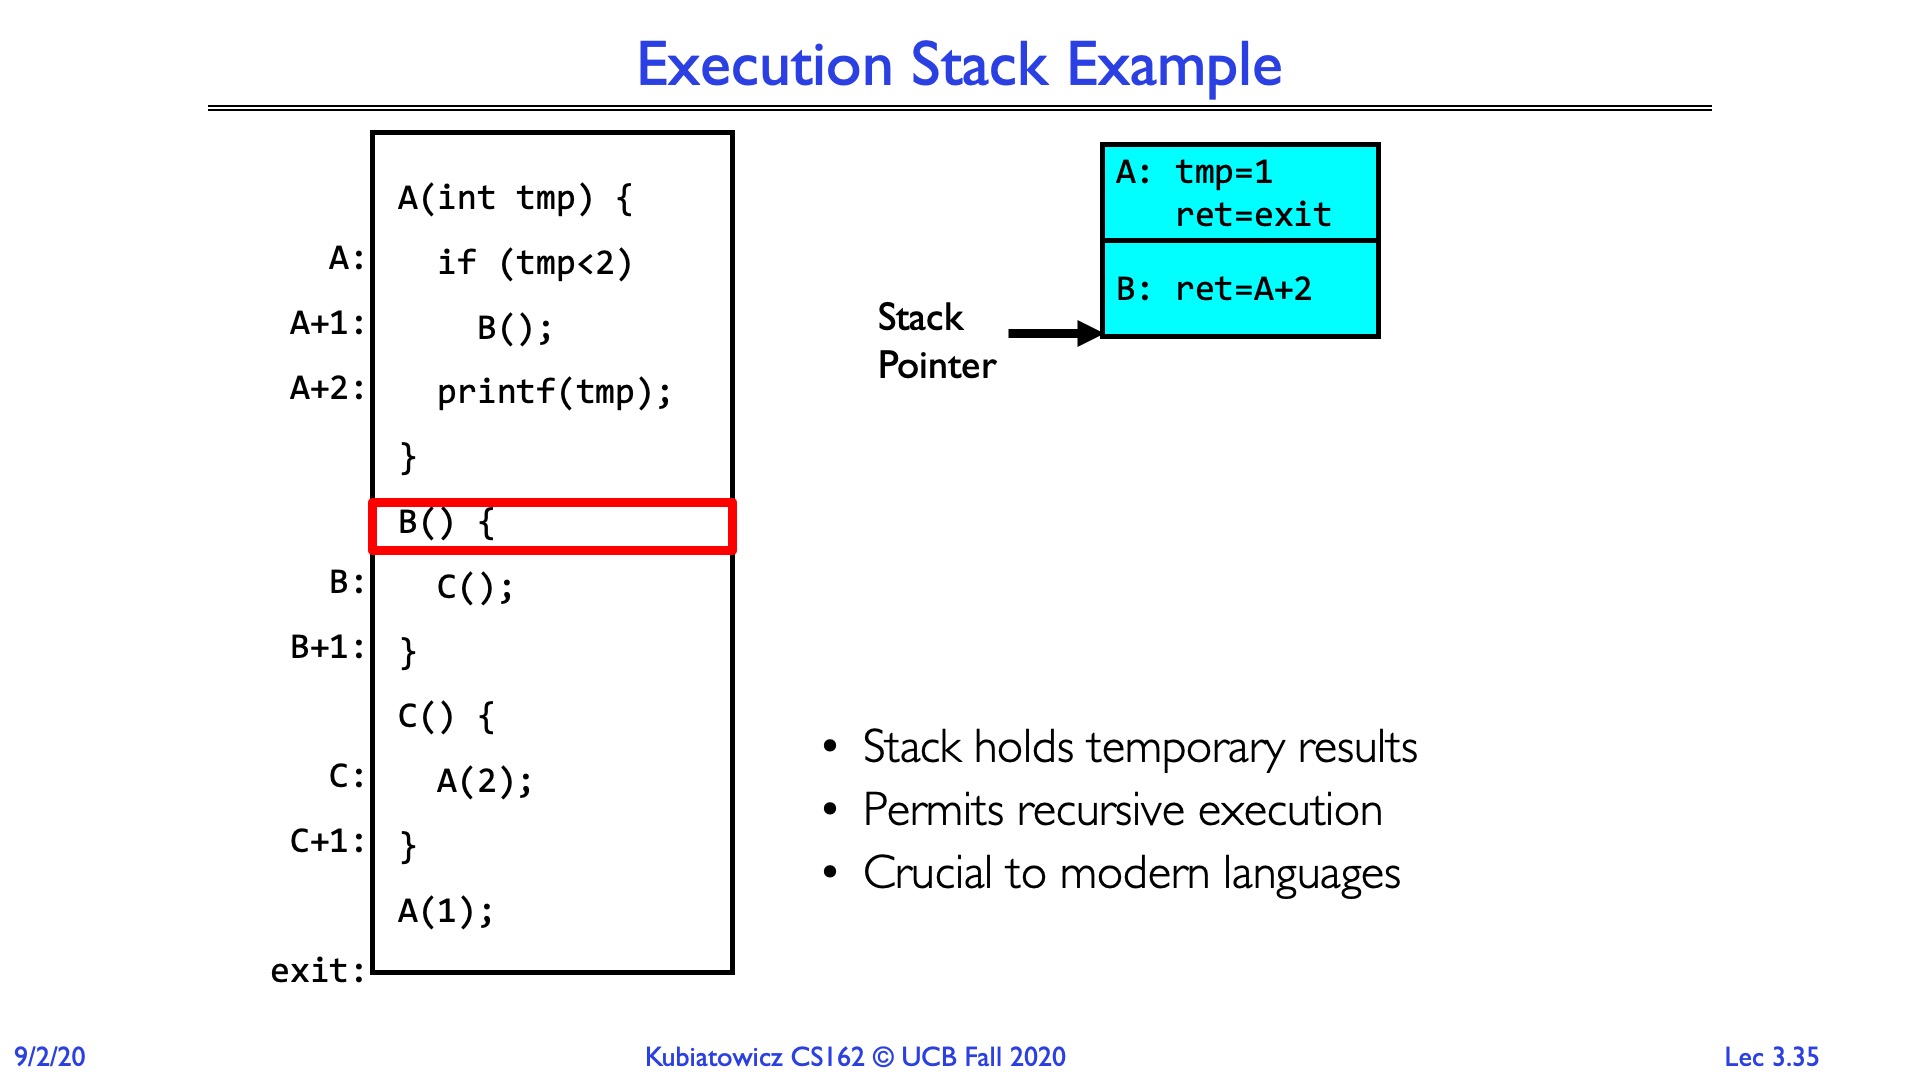 Execution Stack Example
A(int tmp) {
A: if (tmp<2)
A+1: B();
A+2: printf(tmp);
}
B() {
B: C();
B+1: }
C() {
C: A(2);
C+1: }
A(1);
exit:
A: tmp=1
ret=exit
B: ret=A+2
Stack
Pointer
• Stack holds temporary results
• Permits recursive execution
• Crucial to modern languages
9/2/20
Kubiatowicz CS162 © UCB Fall 2020
Lec 3.35